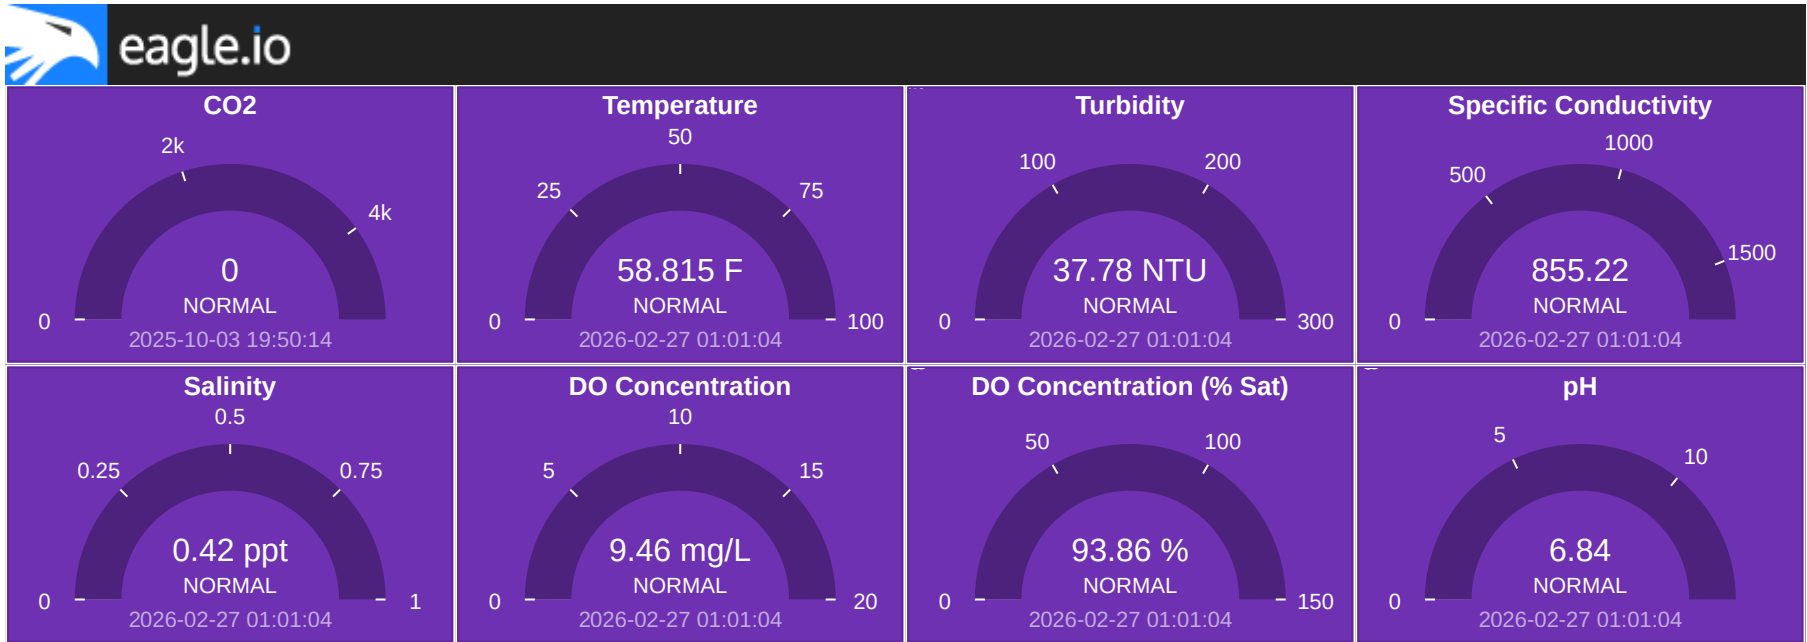 eagle.io
CO2
2k
4k
0
0
NORMAL
2025-10-03 19:50:14
Temperature
50
25
75
58.815 F
NORMAL
0
100
2026-02-27 01:01:04
Turbidity
100
200
37.78 NTU
NORMAL
0
300
2026-02-27 01:01:04
Specific Conductivity
1000
500
1500
855.22
NORMAL
0
2026-02-27 01:01:04
Salinity
0.5
0.25
0.75
0.42 ppt
NORMAL
0
1
2026-02-27 01:01:04
DO Concentration
10
5
15
9.46 mg/L
NORMAL
0
20
2026-02-27 01:01:04
DO Concentration (% Sat)
50
100
93.86 %
NORMAL
0
150
2026-02-27 01:01:04
pH
5
10
6.84
NORMAL
0
2026-02-27 01:01:04